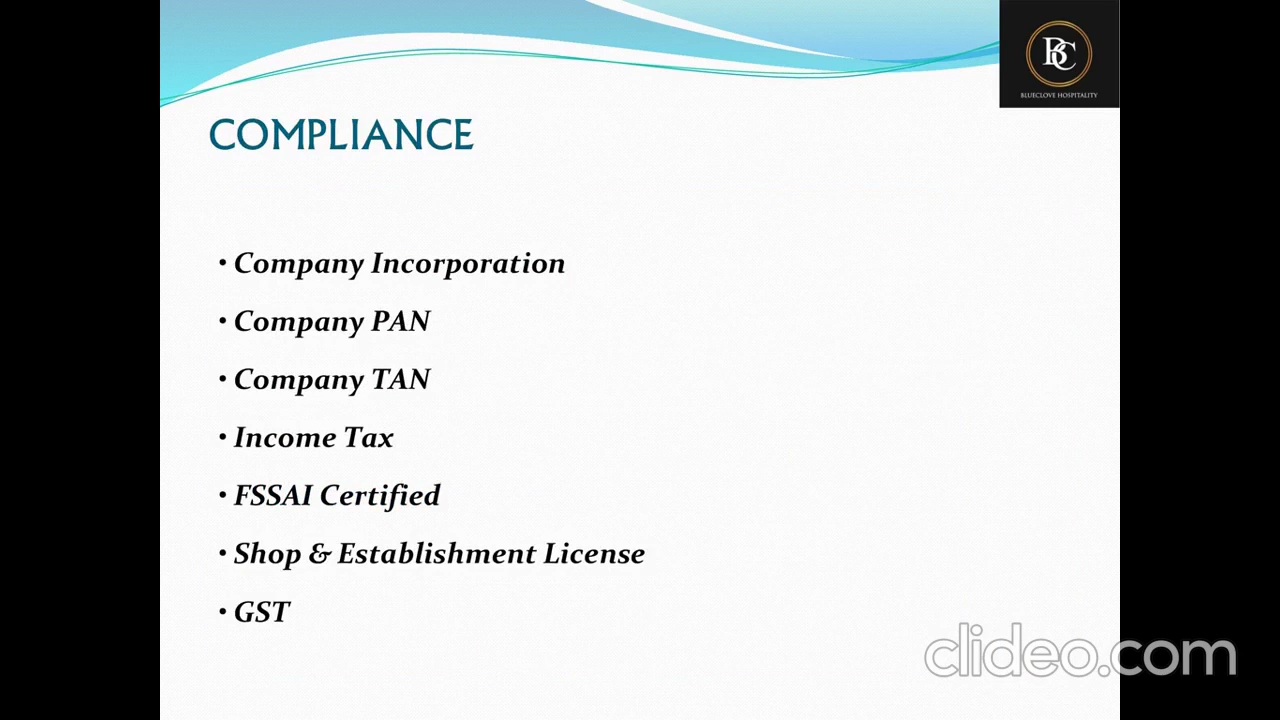 BC
BLUECLOVE HOSPITALITY
COMPLIANCE
• Company Incorporation
• Company PAN
• Company TAN
• Income Tax
• FSSAI Certified
• Shop & Establishment License
• GST
clideo.com